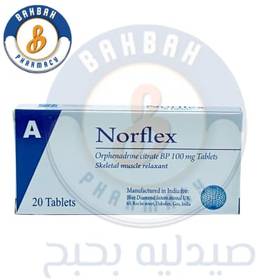 BAHBAH
PHARMACY
A
Norflex
Orphenadrine citrate BP 100 mg Tablets
Skeletal muscle relaxant
20 Tablets
Manufactured in India for:
صيدليه بحبح